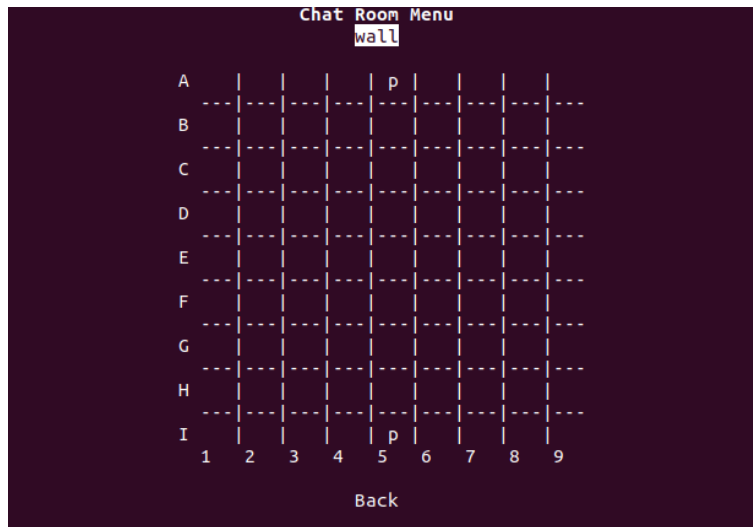 Chat Room Menu
wall
A | | | | p | | | |
---|---|---|---|---|---|---|---|---
B | | | | | | | |
---|---|---|---|---|---|---|---|---
C | | | | | | | |
---|---|---|---|---|---|---|---|---
D | | | | | | | |
---|---|---|---|---|---|---|---|---
E | | | | | | | |
---|---|---|---|---|---|---|---|---
F | | | | | | | |
---|---|---|---|---|---|---|---|---
G | | | | | | | |
---|---|---|---|---|---|---|---|---
H | | | | | | | |
---|---|---|---|---|---|---|---|---
I | | | | p | | | |
1 2 3 4 5 6 7 8 9
Back